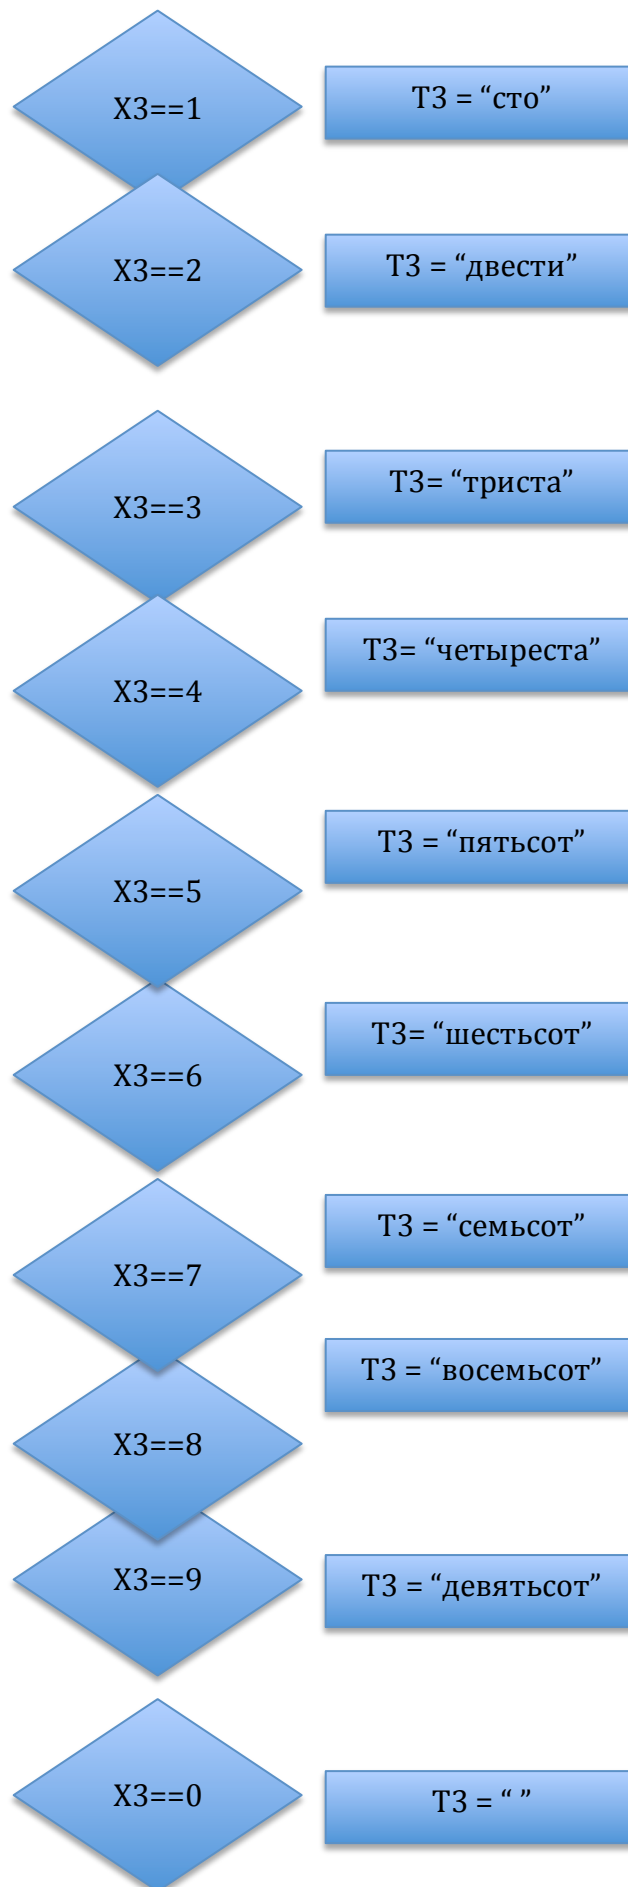 X3==1
T3 = “сто”
X3==2
T3 = “двести”
X3==3
T3= “триста”
X3==4
T3= “четыреста”
X3==5
T3 = “пятьсот”
X3==6
T3= “шестьсот”
X3==7
T3 = “семьсот”
X3==8
T3 = “восемьсот”
X3==9
T3 = “девятьсот”
X3==0
T3 = “ ”